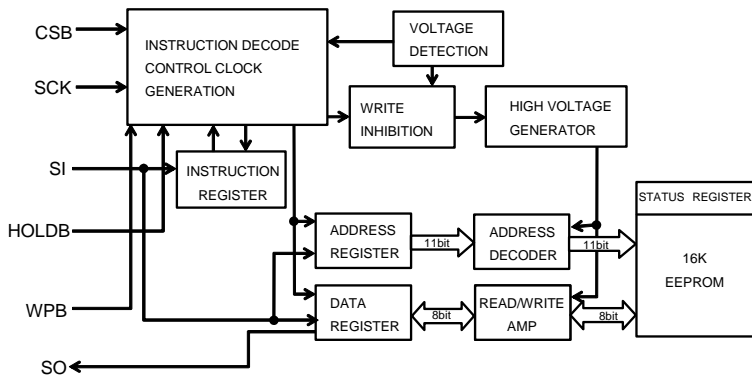 CSB
SCK
SI
HOLDB
WPB
SO
INSTRUCTION DECODE
CONTROL CLOCK
GENERATION
VOLTAGE
DETECTION
WRITE
INHIBITION
HIGH VOLTAGE
GENERATOR
INSTRUCTION
REGISTER
ADDRESS
REGISTER
11bit
ADDRESS
DECODER
11bit
DATA
REGISTER
8bit
READ/WRITE
AMP
8bit
STATUS REGISTER
16K
EEPROM